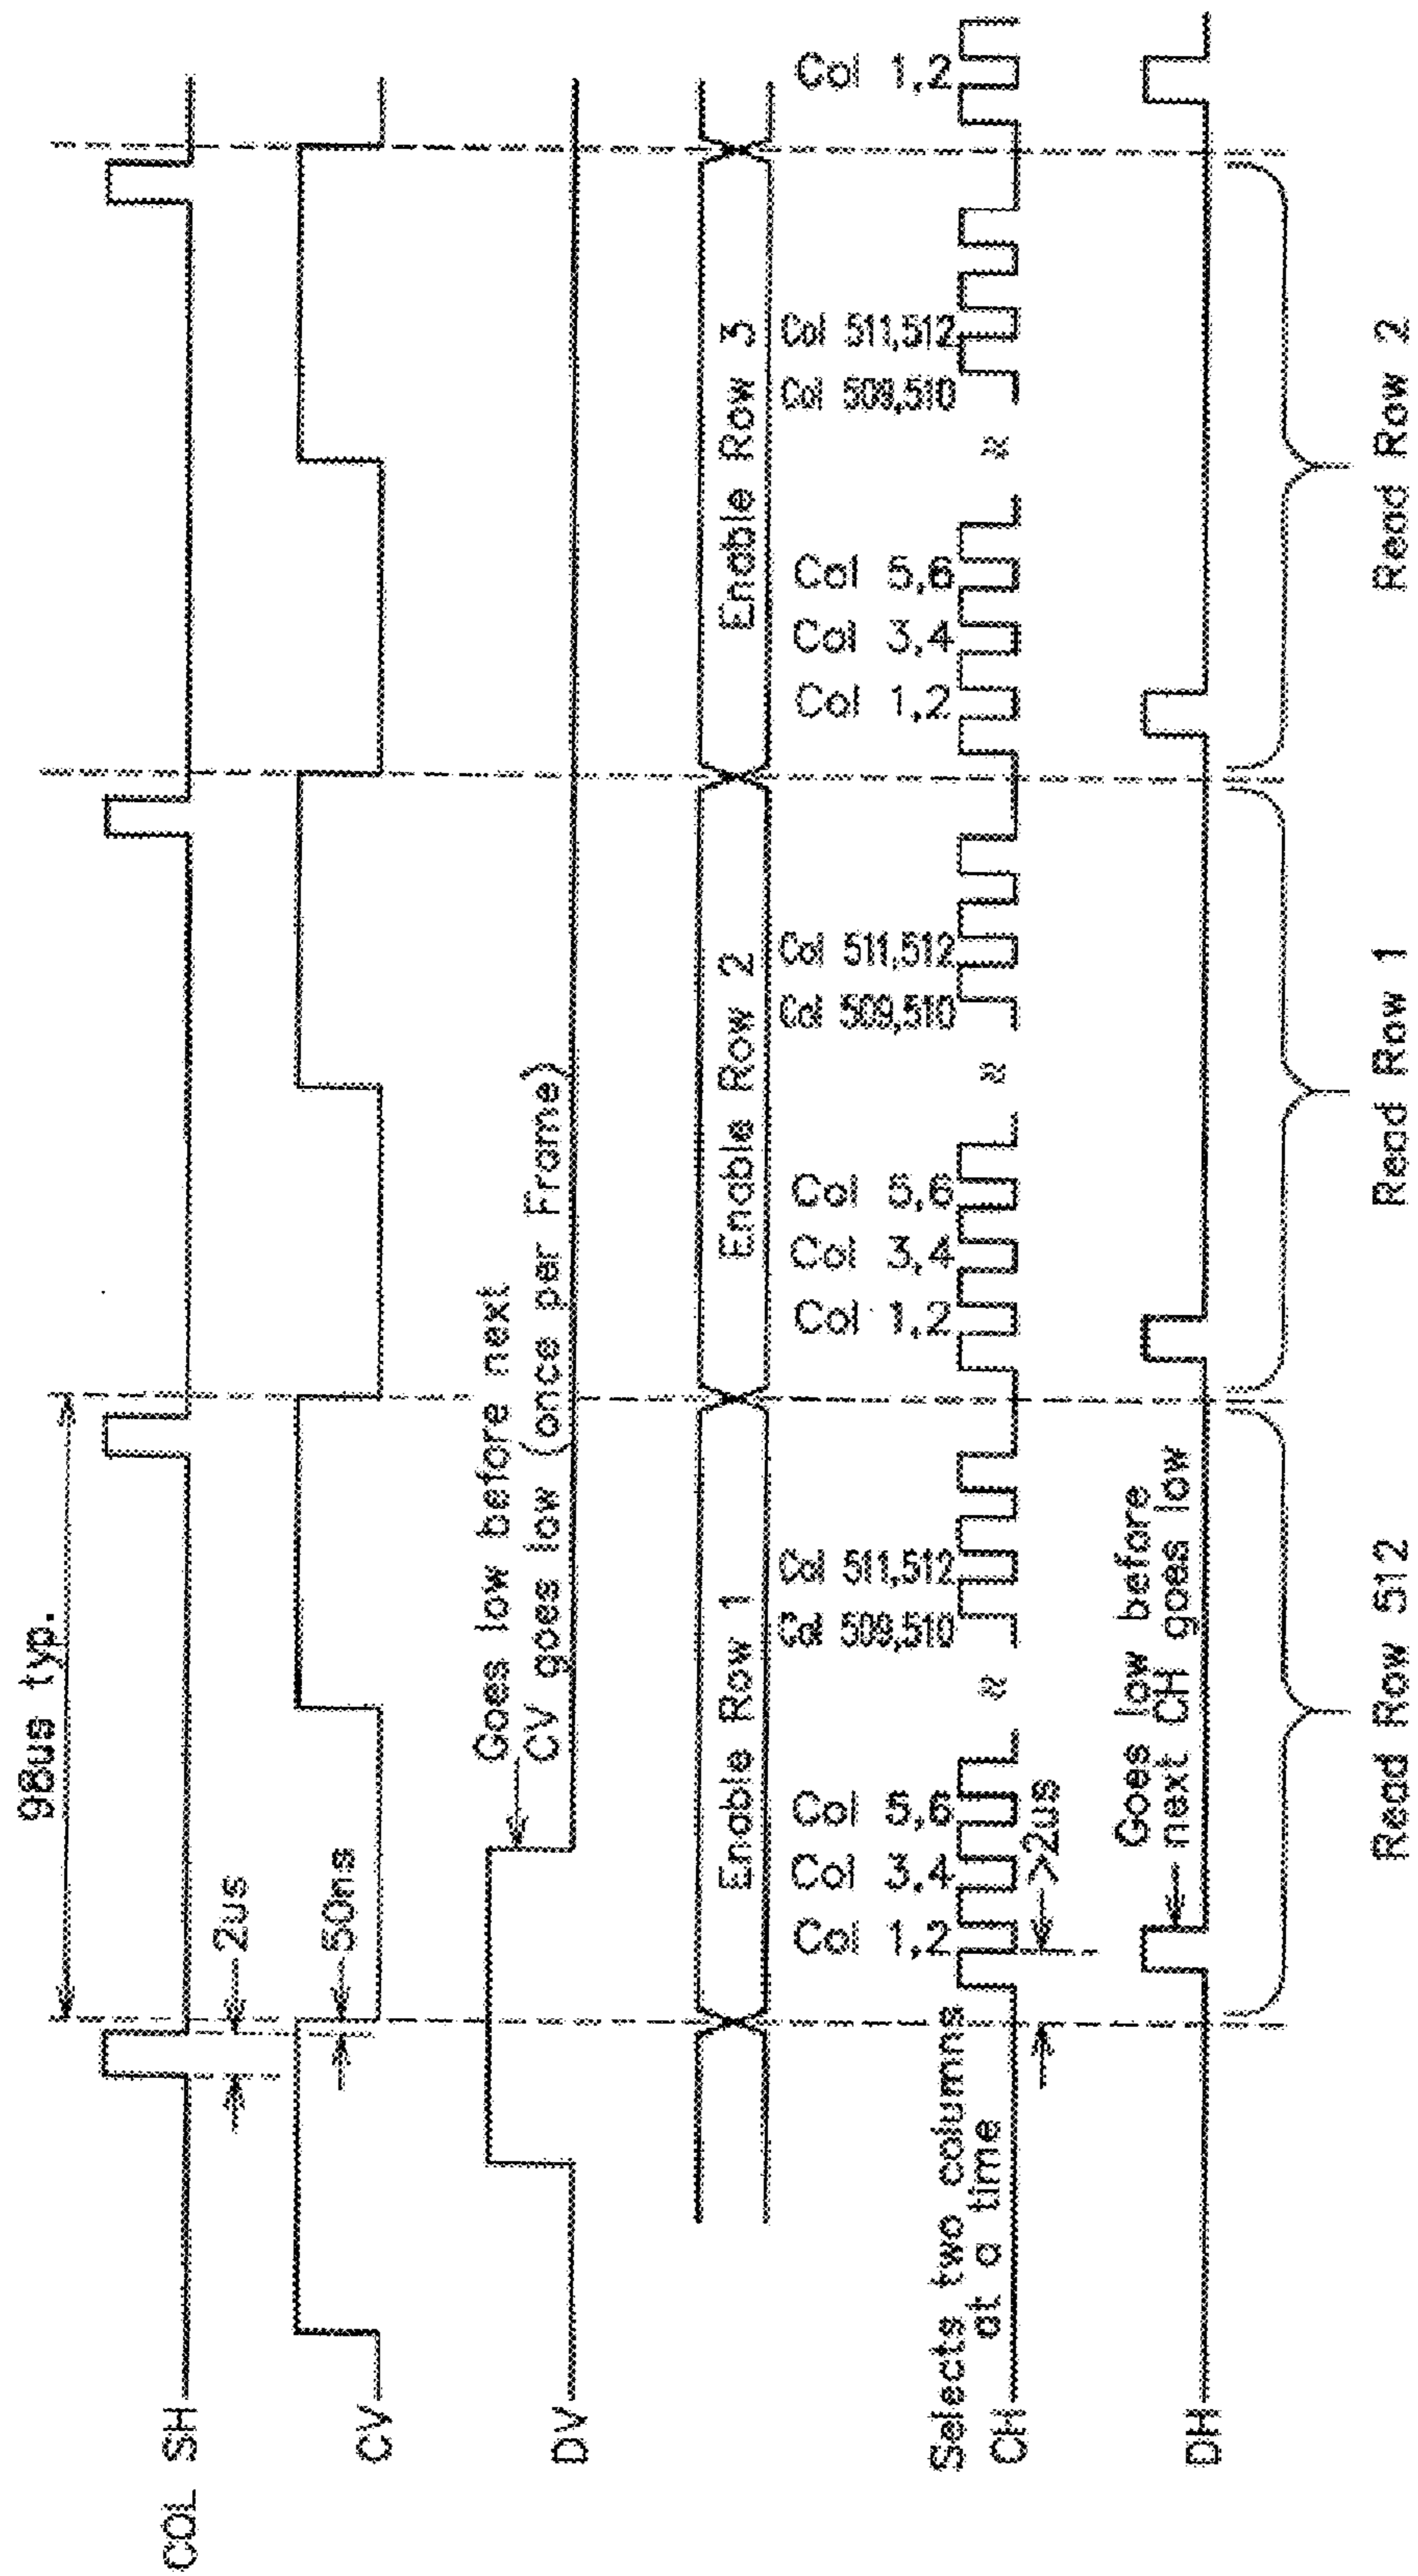 98us typ.
COL SH
2us
CV
50ns
DV
Goes low before next
CV goes low (once per Frame)
Enable Row 1
Enable Row 2
Enable Row 3
Selects two columns
at a time
CH
Col 1,2
Col 3,4
Col 5,6
Col 509,510
Col 511,512
Col 1,2
Col 3,4
Col 5,6
Col 509,510
Col 511,512
Col 1,2
Col 3,4
Col 5,6
Col 509,510
Col 511,512
Col 1,2
>2us
DH
Goes low before
next CH goes low
Read Row 512
Read Row 1
Read Row 2